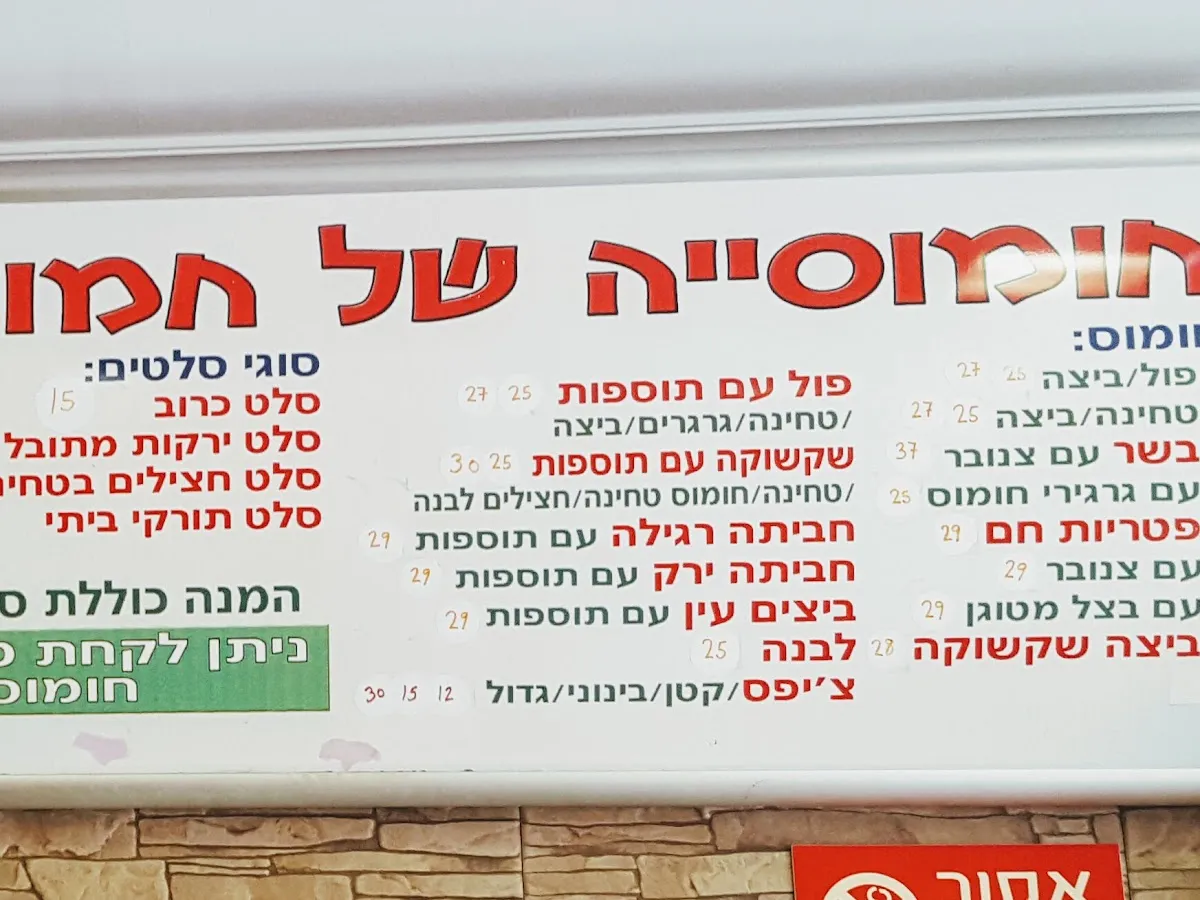 חומוסייה של חמו
חומוס:
פול/ביצה 25 27
טחינה/ביצה 25 27
בשר עם צנובר 37
עם גרגירי חומוס 25
פטריות חם 29
עם צנובר 29
עם בצל מטוגן 29
ביצה שקשוקה 28
פול עם תוספות 25 27
/טחינה/גרגרים/ביצה
שקשוקה עם תוספות 25 30
/טחינה/חומוס טחינה/חצילים לבנה
חביתה רגילה עם תוספות 29
חביתה ירק עם תוספות 29
ביצים עין עם תוספות 29
לבנה 25
צ'יפס/קטן/בינוני/גדול 12 15 30
סוגי סלטים:
סלט כרוב 15
סלט ירקות מתובל
סלט חצילים בטחי
סלט תורקי ביתי
המנה כוללת
ניתן לקחת
חומוס
אסור